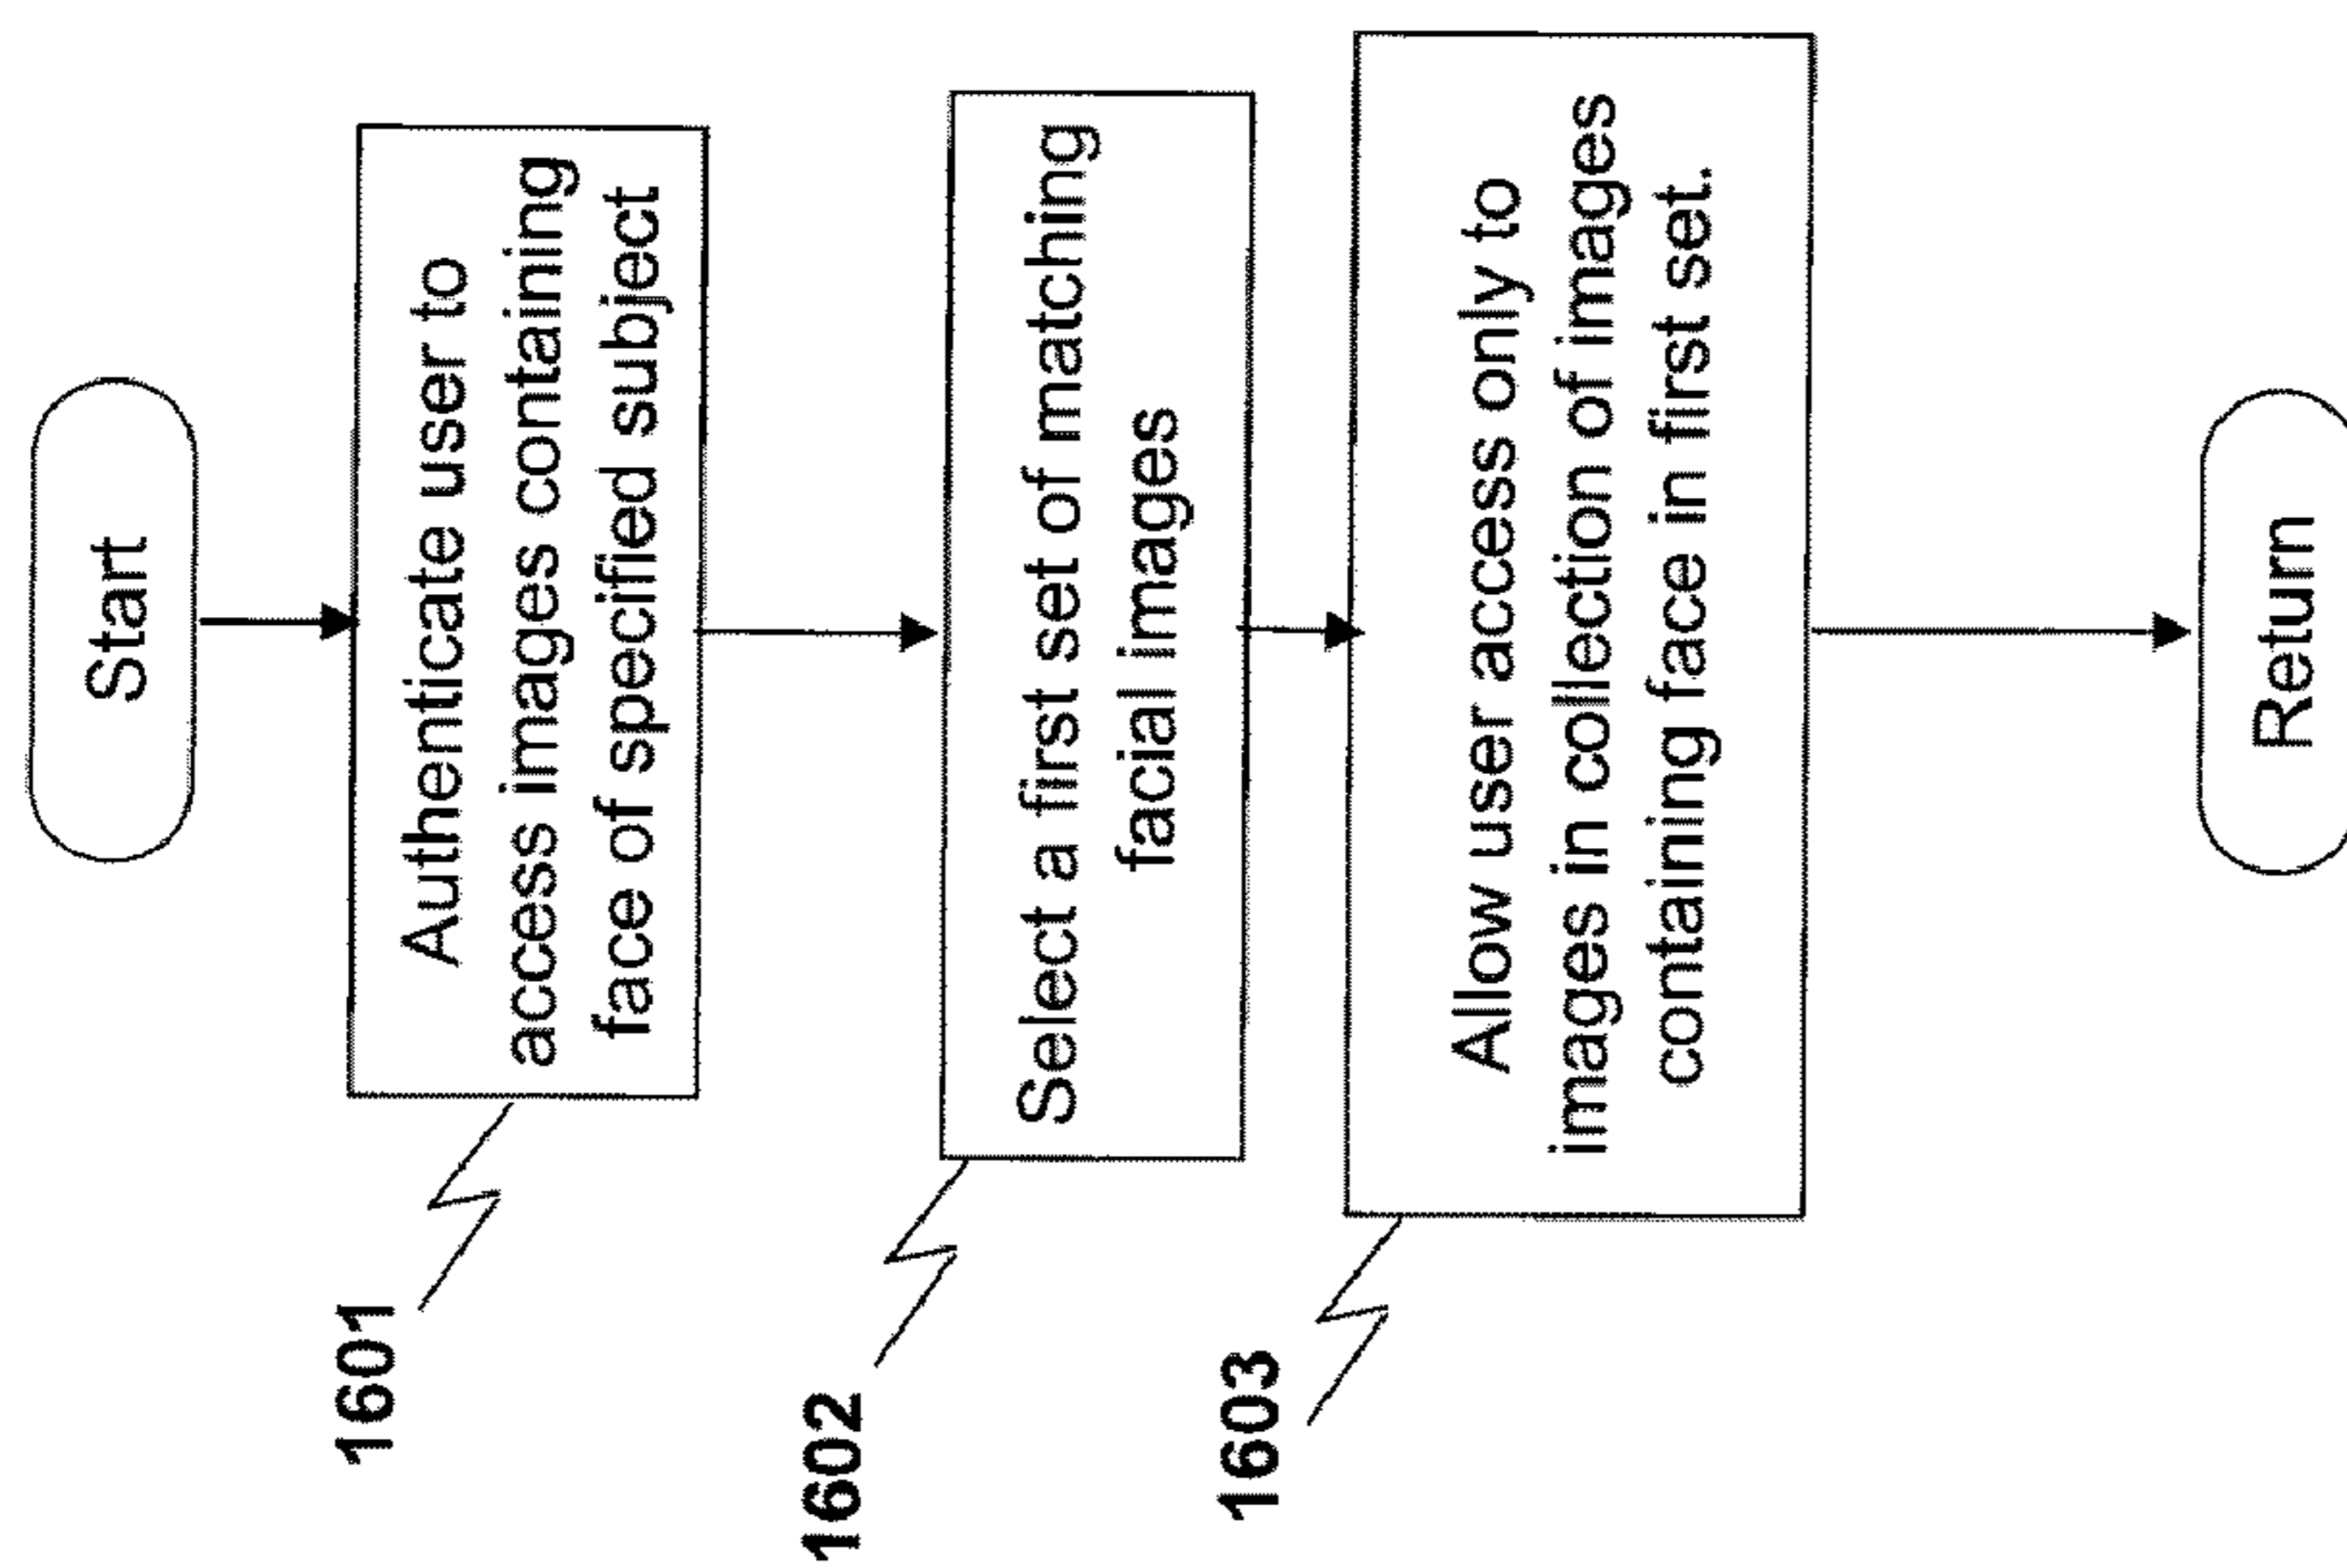 Start
1601
Authenticate user to
access images containing
face of specified subject
1602
Select a first set of matching
facial images
1603
Allow user access only to
images in collection of images
containing face in first set.
Return